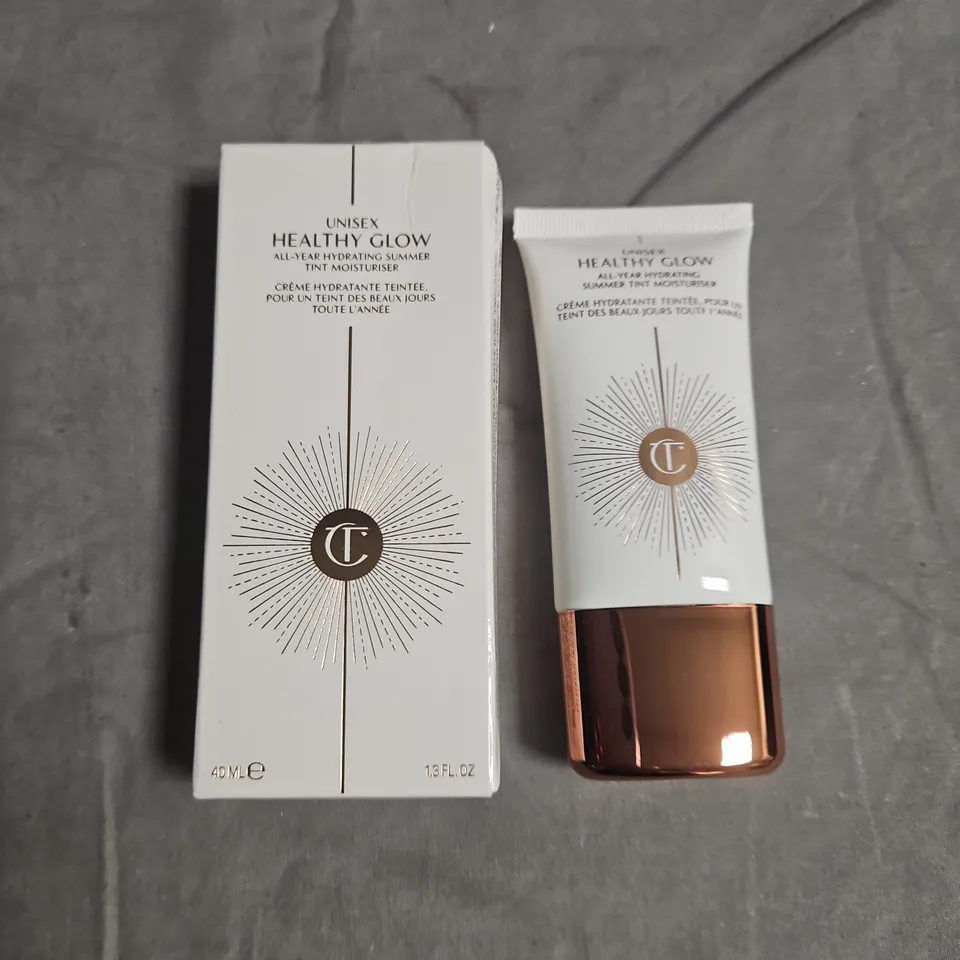 UNISEX
HEALTHY GLOW
ALL-YEAR HYDRATING SUMMER
TINT MOISTURISER
CRÈME HYDRATANTE TEINTÉE,
POUR UN TEINT DES BEAUX JOURS
TOUTE L'ANNÉE
CT
40 ML ℮
1.3 FL. OZ
UNISEX
HEALTHY GLOW
ALL-YEAR HYDRATING
SUMMER TINT MOISTURISER
CRÈME HYDRATANTE TEINTÉE, POUR UN
TEINT DES BEAUX JOURS TOUTE L'ANNÉE
CT